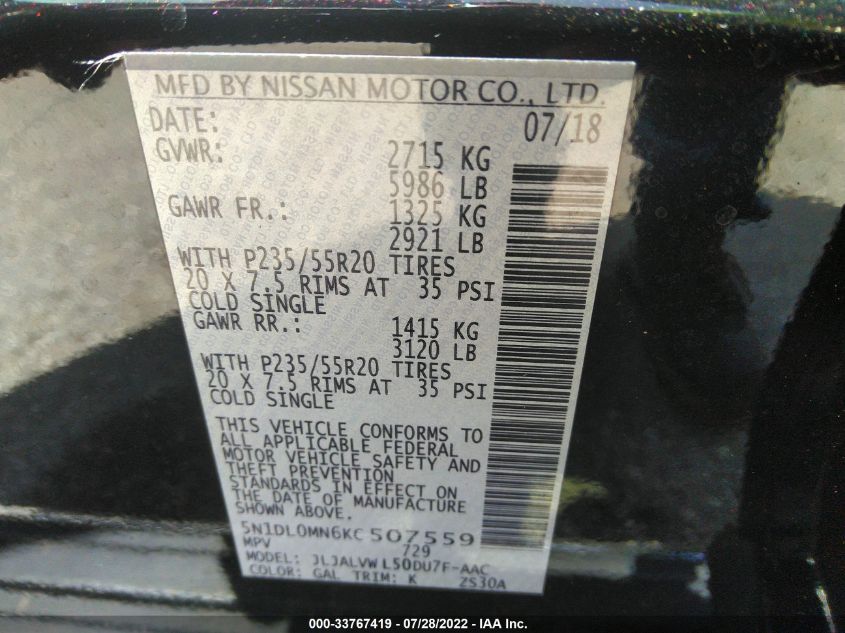 MFD BY NISSAN MOTOR CO., LTD.
DATE: 07/18
GVWR: 2715 KG
5986 LB
GAWR FR.: 1325 KG
2921 LB
WITH P235/55R20 TIRES
20 X 7.5 RIMS AT 35 PSI
COLD SINGLE
GAWR RR.: 1415 KG
3120 LB
WITH P235/55R20 TIRES
20 X 7.5 RIMS AT 35 PSI
COLD SINGLE
THIS VEHICLE CONFORMS TO
ALL APPLICABLE FEDERAL
MOTOR VEHICLE SAFETY AND
THEFT PREVENTION
STANDARDS IN EFFECT ON
THE DATE OF MANUFACTURE
SHOWN ABOVE.
5N1DL0MN6KC 507559
MPV 729
MODEL: JLJALVWL50DU7F-AAC
COLOR: GAL TRIM: K ZS30A
000-33767419 - 07/28/2022 - IAA Inc.